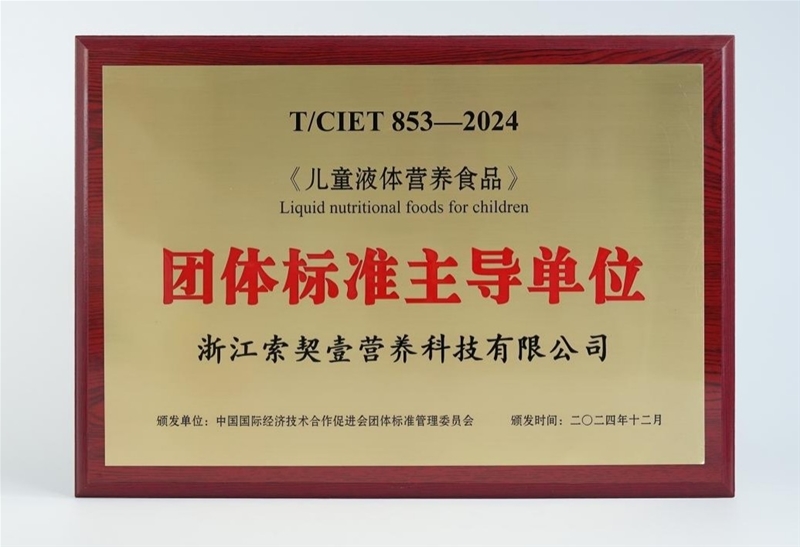 T/CIET 853—2024
《儿童液体营养食品》
Liquid nutritional foods for children
团体标准主导单位
浙江索契壹营养科技有限公司
颁发单位：中国国际经济技术合作促进会团体标准管理委员会 颁发时间：二〇二四年十二月